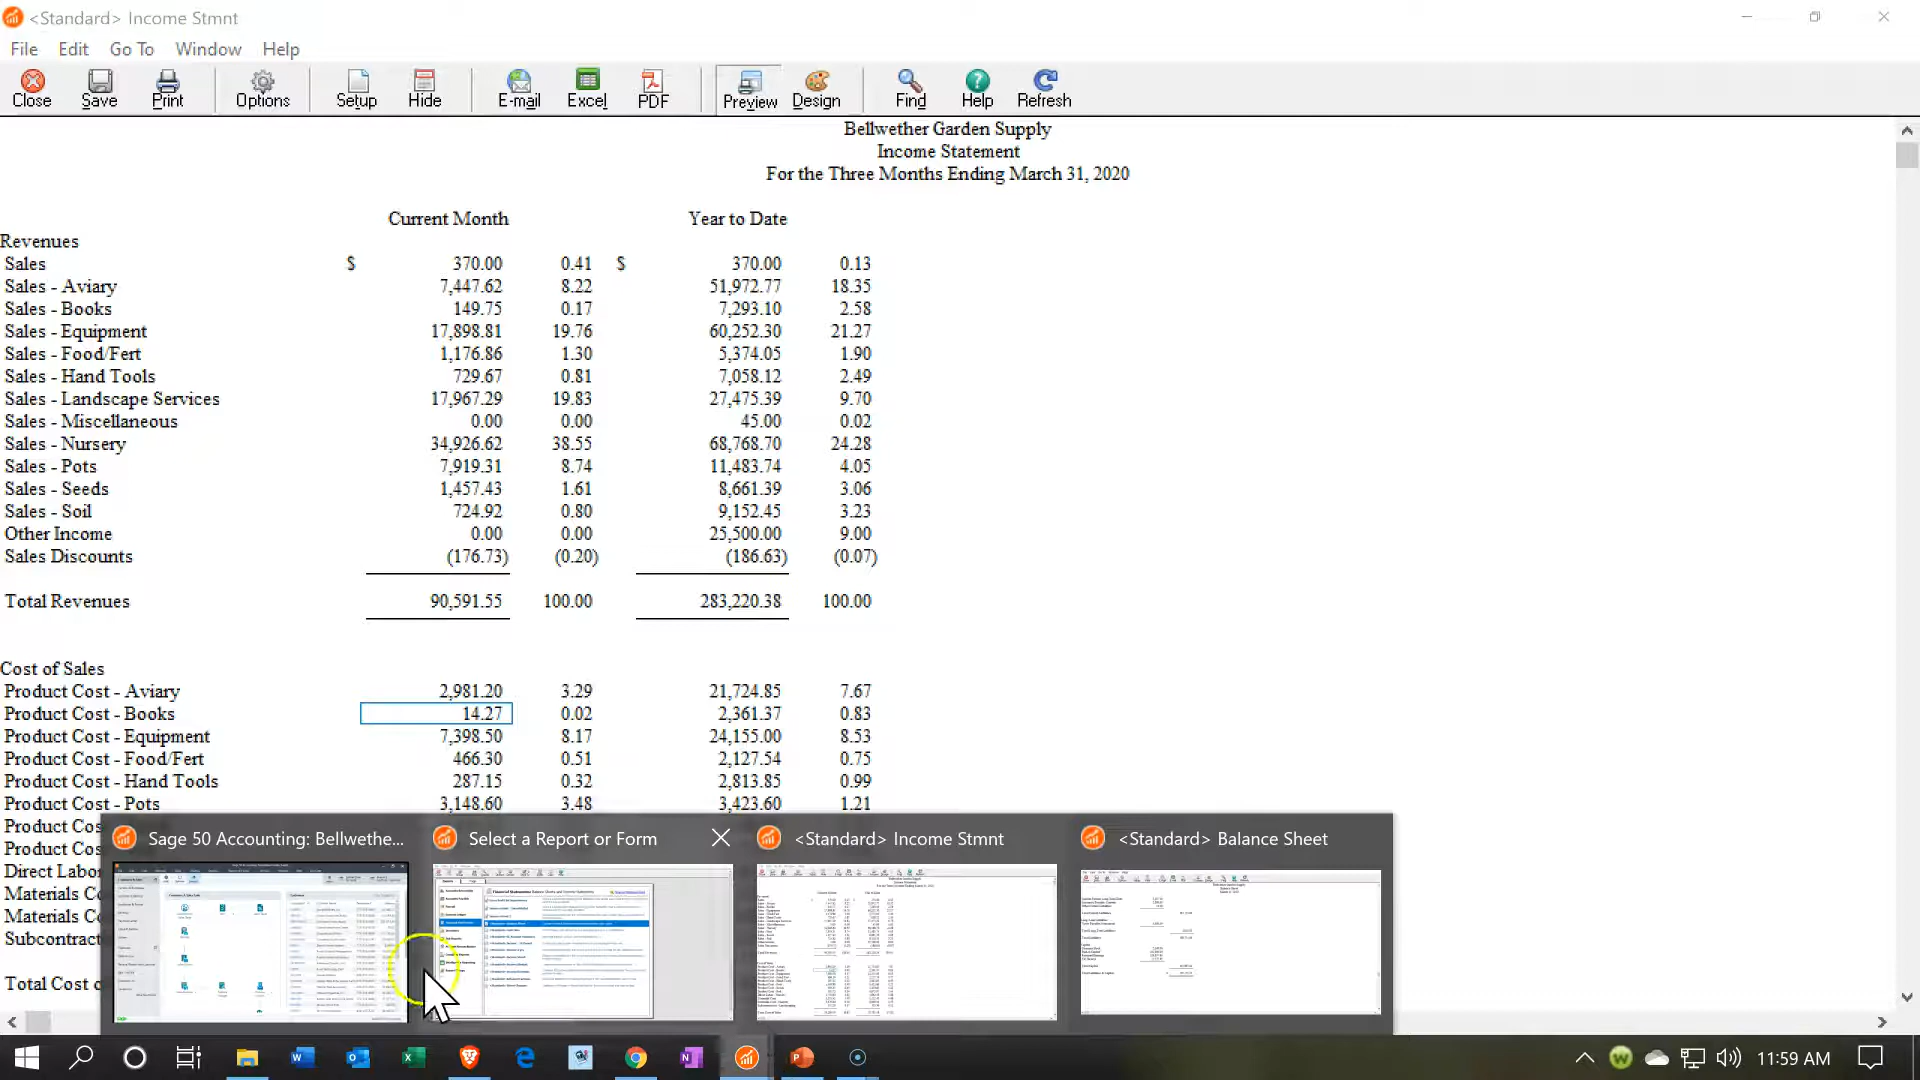 <Standard> Income Stmnt
File Edit Go To Window Help
Close Save Print Options Setup Hide E-mail Excel PDF Preview Design Find Help Refresh
Bellwether Garden Supply
Income Statement
For the Three Months Ending March 31, 2020
Current Month Year to Date
Revenues
Sales $ 370.00 0.41 $ 370.00 0.13
Sales - Aviary 7,447.62 8.22 51,972.77 18.35
Sales - Books 149.75 0.17 7,293.10 2.58
Sales - Equipment 17,898.81 19.76 60,252.30 21.27
Sales - Food/Fert 1,176.86 1.30 5,374.05 1.90
Sales - Hand Tools 729.67 0.81 7,058.12 2.49
Sales - Landscape Services 17,967.29 19.83 27,475.39 9.70
Sales - Miscellaneous 0.00 0.00 45.00 0.02
Sales - Nursery 34,926.62 38.55 68,768.70 24.28
Sales - Pots 7,919.31 8.74 11,483.74 4.05
Sales - Seeds 1,457.43 1.61 8,661.39 3.06
Sales - Soil 724.92 0.80 9,152.45 3.23
Other Income 0.00 0.00 25,500.00 9.00
Sales Discounts (176.73) (0.20) (186.63) (0.07)
Total Revenues 90,591.55 100.00 283,220.38 100.00
Cost of Sales
Product Cost - Aviary 2,981.20 3.29 21,724.85 7.67
Product Cost - Books 14.27 0.02 2,361.37 0.83
Product Cost - Equipment 7,398.50 8.17 24,155.00 8.53
Product Cost - Food/Fert 466.30 0.51 2,127.54 0.75
Product Cost - Hand Tools 287.15 0.32 2,813.85 0.99
Product Cost - Pots 3,148.60 3.48 3,423.60 1.21
Product Co
Product Co
Direct Labor
Materials Co
Materials Co
Subcontract
Total Cost o
Sage 50 Accounting: Bellwethe... Select a Report or Form <Standard> Income Stmnt <Standard> Balance Sheet
11:59 AM